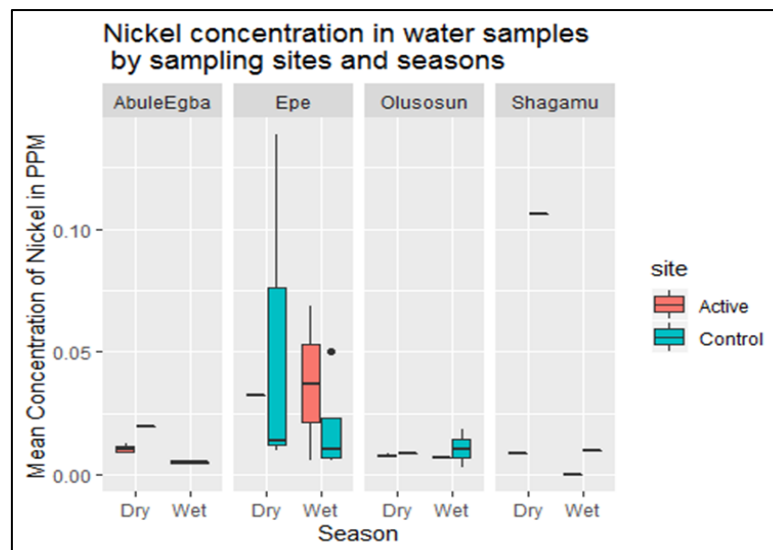 Nickel concentration in water samples
by sampling sites and seasons
AbuleEgba
Epe
Olusosun
Shagamu
Mean Concentration of Nickel in PPM
0.10
0.05
0.00
Dry Wet
Dry Wet
Dry Wet
Dry Wet
Season
site
Active
Control